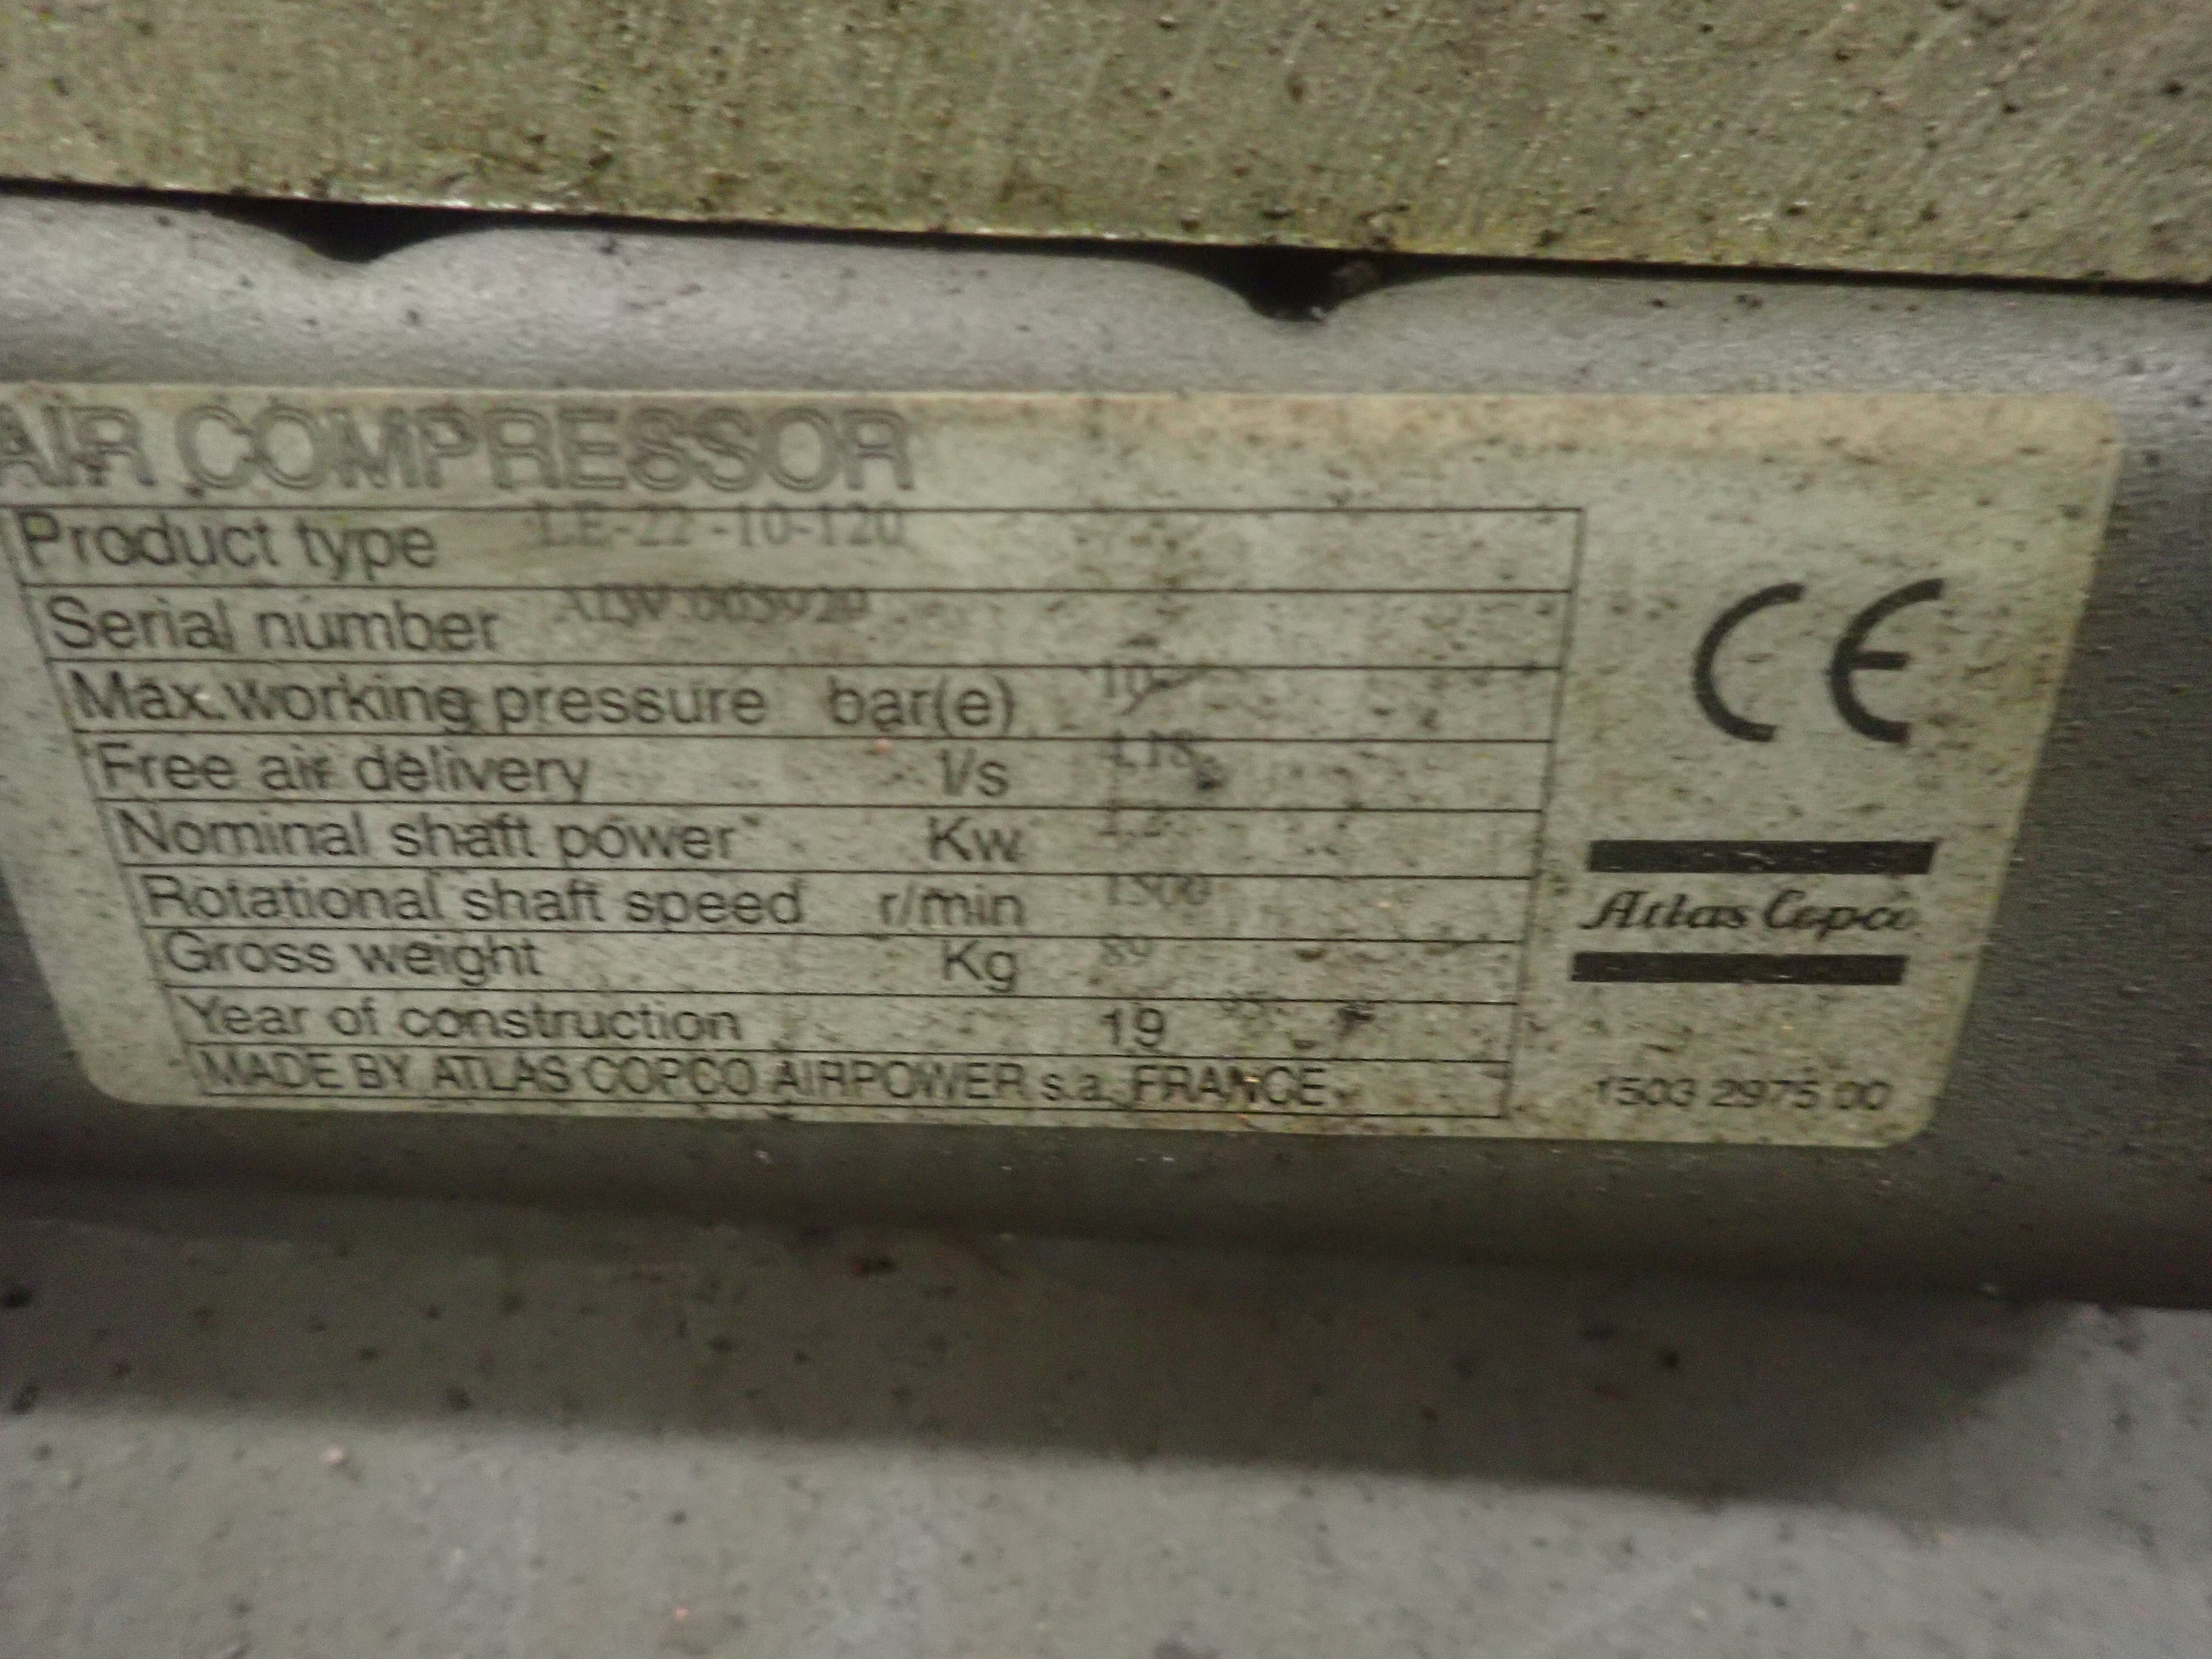 AIR COMPRESSOR
Product type LE-22-10-120
Serial number
Max. working pressure bar(e) 10
Free air delivery l/s
Nominal shaft power Kw
Rotational shaft speed r/min 1500
Gross weight Kg 89
Year of construction 19 95
MADE BY ATLAS COPCO AIRPOWER s.a. FRANCE
CE
Atlas Copco
1503 2975 00